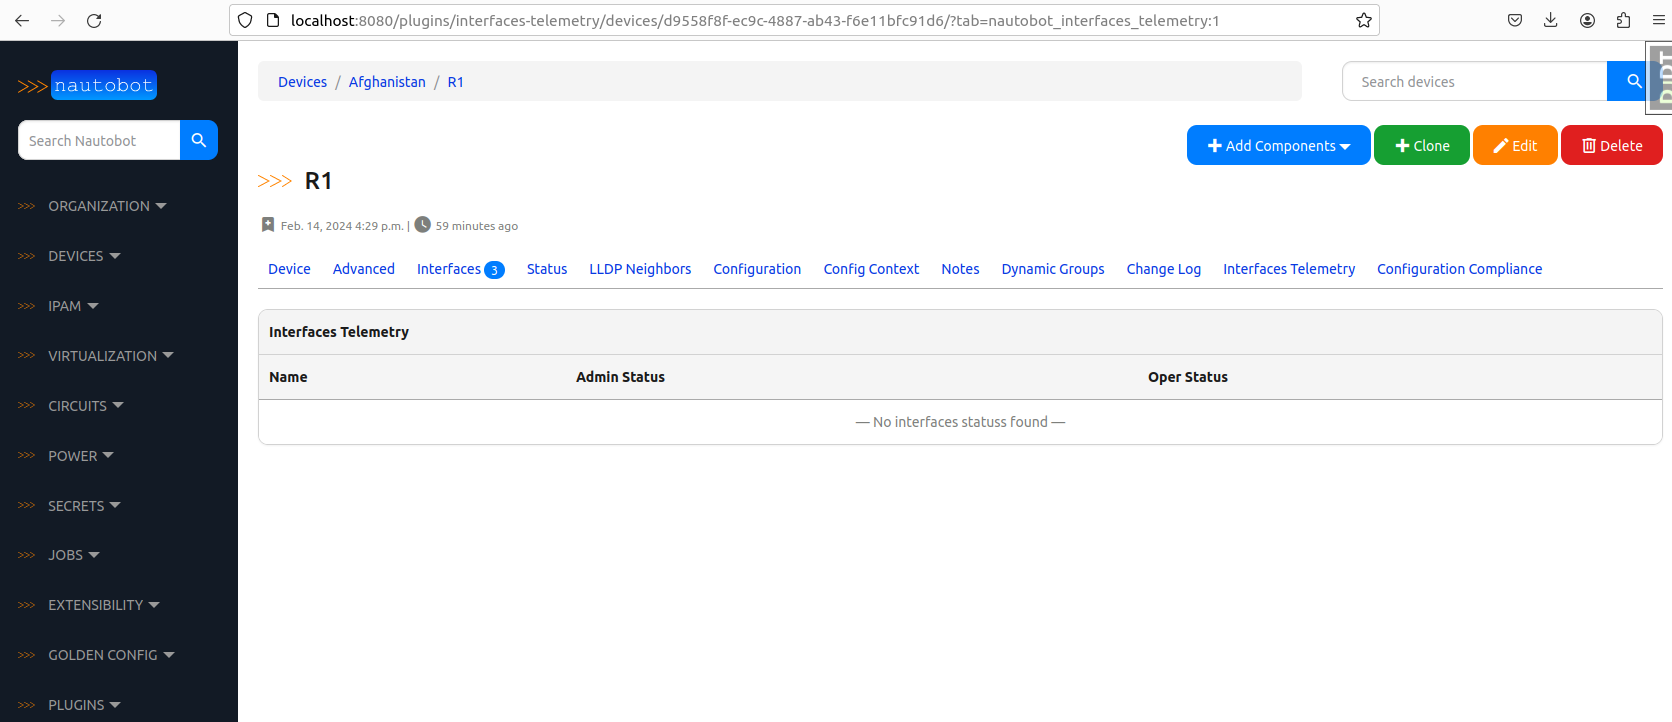 localhost:8080/plugins/interfaces-telemetry/devices/d9558f8f-ec9c-4887-ab43-f6e11bfc91d6/?tab=nautobot_interfaces_telemetry:1
>>> nautobot
Search Nautobot
>>> ORGANIZATION
>>> DEVICES
>>> IPAM
>>> VIRTUALIZATION
>>> CIRCUITS
>>> POWER
>>> SECRETS
>>> JOBS
>>> EXTENSIBILITY
>>> GOLDEN CONFIG
>>> PLUGINS
Devices / Afghanistan / R1
Search devices
Add Components Clone Edit Delete
>>> R1
Feb. 14, 2024 4:29 p.m. | 59 minutes ago
Device Advanced Interfaces 3 Status LLDP Neighbors Configuration Config Context Notes Dynamic Groups Change Log Interfaces Telemetry Configuration Compliance
Interfaces Telemetry
Name Admin Status Oper Status
— No interfaces statuss found —